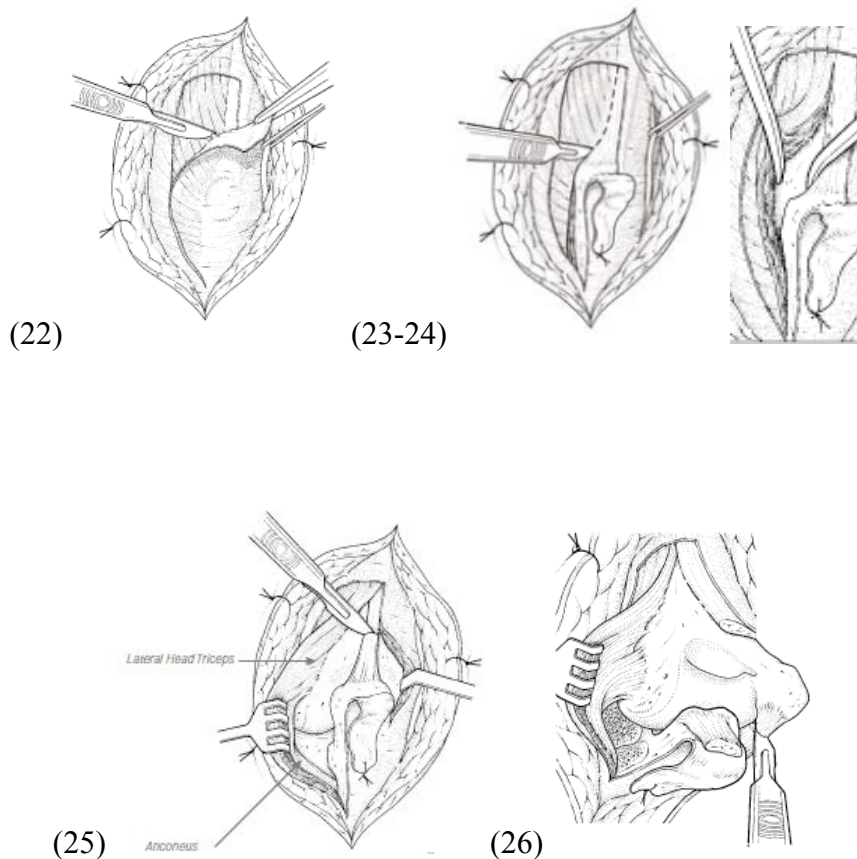 (22)
(23-24)
Lateral Head Triceps
(25)
Anconeus
(26)